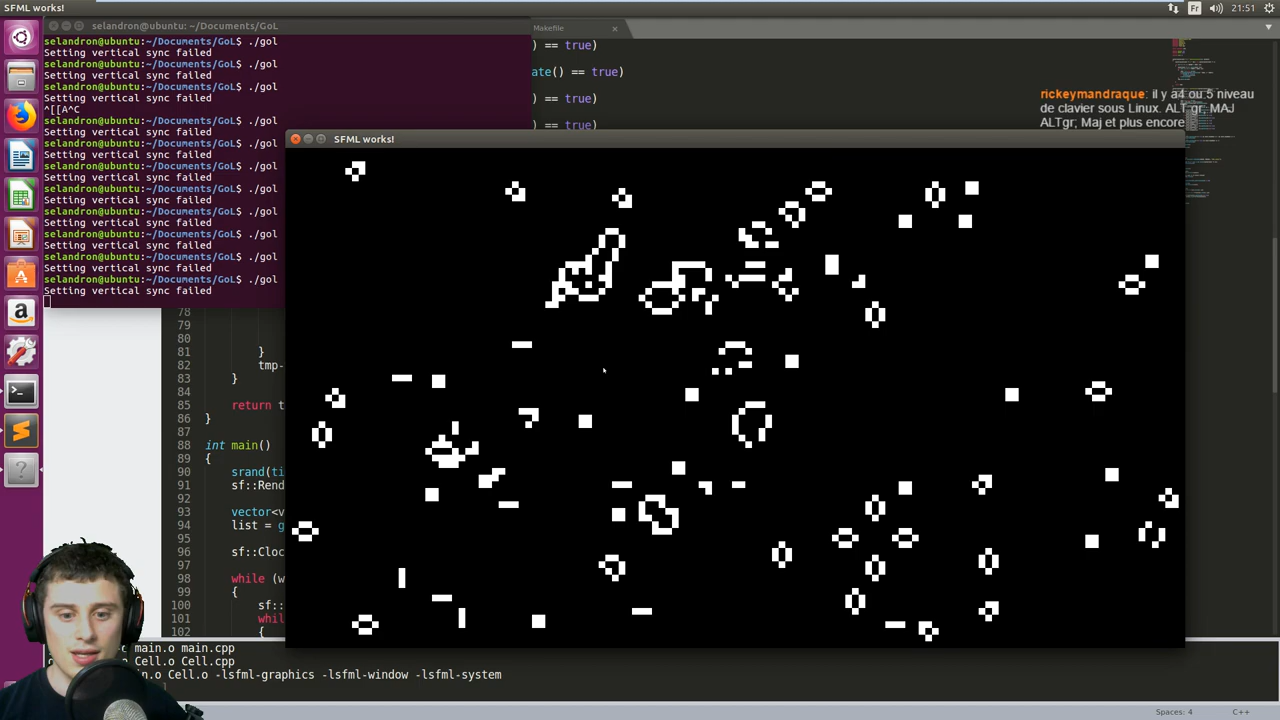 SFML works!
Fr
21:51
selandron@ubuntu: ~/Documents/GoL
Makefile
selandron@ubuntu:~/Documents/GoL$ ./gol
Setting vertical sync failed
selandron@ubuntu:~/Documents/GoL$ ./gol
Setting vertical sync failed
selandron@ubuntu:~/Documents/GoL$ ./gol
Setting vertical sync failed
^[[A^C
selandron@ubuntu:~/Documents/GoL$ ./gol
Setting vertical sync failed
selandron@ubuntu:~/Documents/GoL$ ./gol
Setting vertical sync failed
selandron@ubuntu:~/Documents/GoL$ ./gol
Setting vertical sync failed
selandron@ubuntu:~/Documents/GoL$ ./gol
Setting vertical sync failed
selandron@ubuntu:~/Documents/GoL$ ./gol
Setting vertical sync failed
selandron@ubuntu:~/Documents/GoL$ ./gol
Setting vertical sync failed
selandron@ubuntu:~/Documents/GoL$ ./gol
Setting vertical sync failed
) == true)
ate() == true)
) == true)
) == true)
rickeymandraque: il y a4 ou 5 niveau
de clavier sous Linux. ALT gr, MAJ
ALTgr; Maj et plus encore
SFML works!
78
79
80
81 }
82 tmp-
83 }
84
85 return t
86 }
87
88 int main()
89 {
90 srand(ti
91 sf::Rend
92
93 vector<v
94 list = g
95
96 sf::Cloc
97
98 while (w
99 {
100 sf::
101 whil
102 {
main.o main.cpp
Cell.o Cell.cpp
n.o Cell.o -lsfml-graphics -lsfml-window -lsfml-system
Spaces: 4
C++